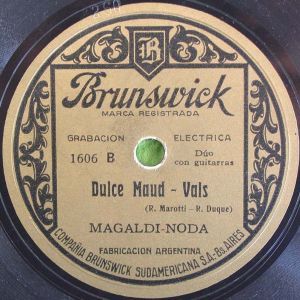 B
Brunswick
MARCA REGISTRADA
GRABACION ELECTRICA
1606 B
Dúo
con guitarras
Dulce Maud - Vals
(R. Marotti - R. Duque)
MAGALDI-NODA
FABRICACION ARGENTINA
COMPAÑIA BRUNSWICK SUDAMERICANA S.A.-Bs. AIRES